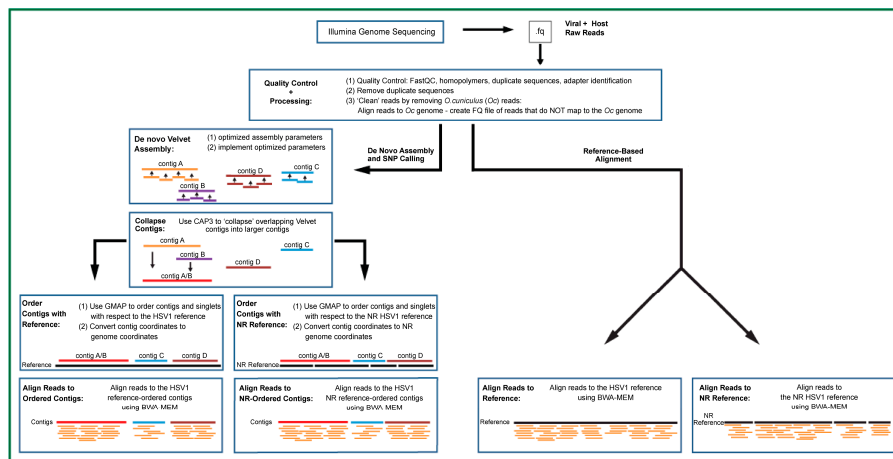 Illumina Genome Sequencing
.fq
Viral + Host
Raw Reads
Quality Control
+
Processing:
(1) Quality Control: FastQC, homopolymers, duplicate sequences, adapter identification
(2) Remove duplicate sequences
(3) 'Clean' reads by removing O.cuniculus (Oc) reads:
Align reads to Oc genome - create FQ file of reads that do NOT map to the Oc genome
De Novo Assembly
and SNP Calling
Reference-Based
Alignment
De novo Velvet
Assembly:
(1) optimized assembly parameters
(2) implement optimized parameters
contig A
contig B
contig D
contig C
Collapse
Contigs:
Use CAP3 to 'collapse' overlapping Velvet
contigs into larger contigs
contig A
contig B
contig C
contig D
contig A/B
Order
Contigs with
Reference:
(1) Use GMAP to order contigs and singlets
with respect to the HSV1 reference
(2) Convert contig coordinates to
genome coordinates
contig A/B
contig C
contig D
Reference
Order
Contigs with
NR Reference:
(1) Use GMAP to order contigs and singlets
with respect to the NR HSV1 reference
(2) Convert contig coordinates to NR
genome coordinates
contig A/B
contig C
contig D
NR Reference
Align Reads to
Ordered Contigs:
Align reads to the HSV1
reference-ordered contigs
using BWA-MEM
Contigs
Align Reads to
NR-Ordered Contigs:
Align reads to the HSV1
NR reference-ordered contigs
using BWA-MEM
Contigs
Align Reads to
Reference:
Align reads to the HSV1 reference
using BWA-MEM
Reference
Align Reads to
NR Reference:
Align reads to
the NR HSV1 reference
using BWA-MEM
NR
Reference